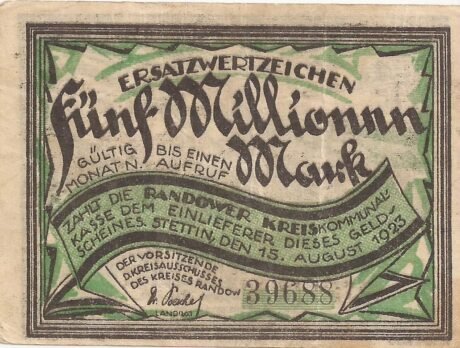 ERSATZWERTZEICHEN
Fünf Millionen
Mark
GÜLTIG BIS EINEN
MONAT N. AUFRUF
ZAHLT DIE RANDOWER KREISKOMMUNAL-
KASSE DEM EINLIEFERER DIESES GELD-
SCHEINES STETTIN, DEN 15. AUGUST 1923
DER VORSITZENDE
D. KREISAUSSCHUSSES
DES KREISES RANDOW
LANDRAT
39688